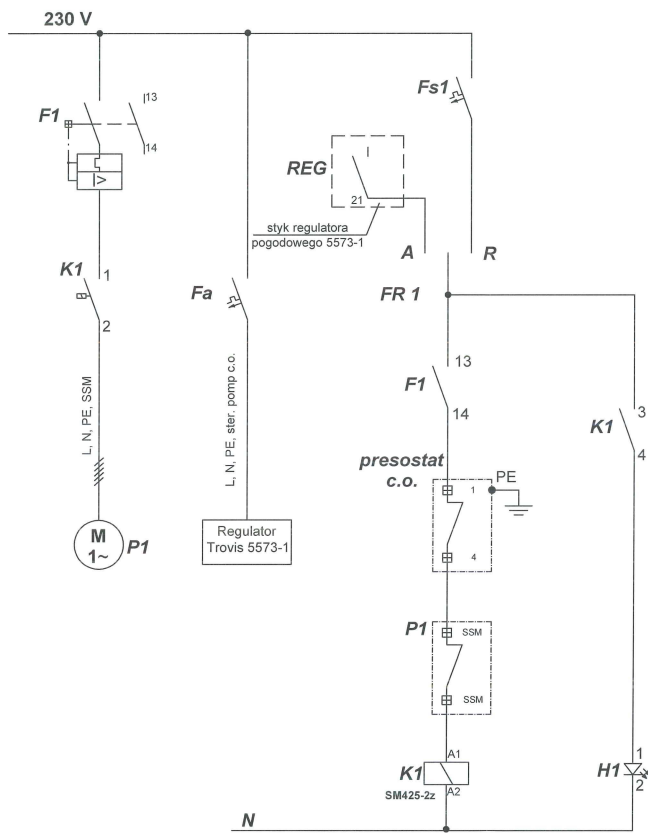 230 V
F1
13
14
V
K1
1
2
L, N, PE, SSM
M
1~
P1
Fa
L, N, PE, ster. pomp c.o.
Regulator
Trovis 5573-1
REG
21
styk regulatora
pogodowego 5573-1
Fs1
A
R
FR 1
F1
13
14
presostat
c.o.
1
4
PE
P1
SSM
SSM
K1
A1
A2
SM425-2z
K1
3
4
H1
1
2
N